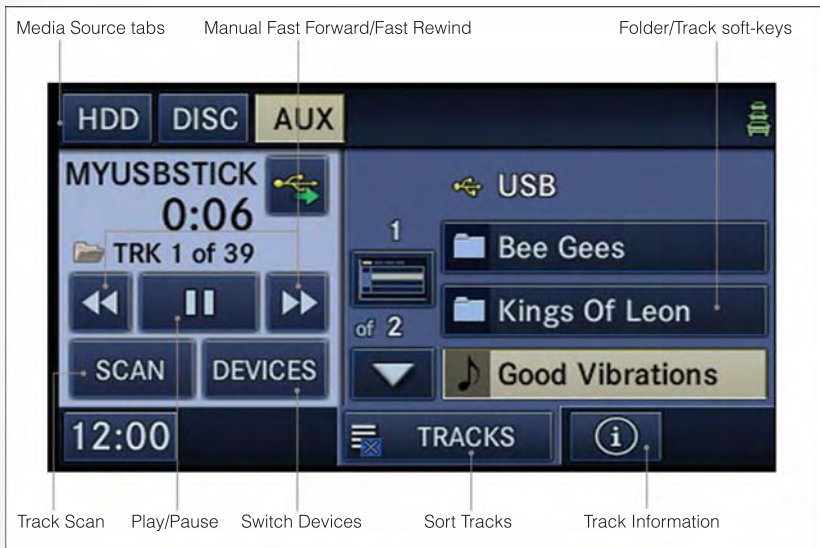 Media Source tabs
Manual Fast Forward/Fast Rewind
Folder/Track soft-keys
HDD
DISC
AUX
MYUSBSTICK
0:06
TRK 1 of 39
SCAN
DEVICES
12:00
USB
1
of 2
Bee Gees
Kings Of Leon
Good Vibrations
TRACKS
i
Track Scan
Play/Pause
Switch Devices
Sort Tracks
Track Information